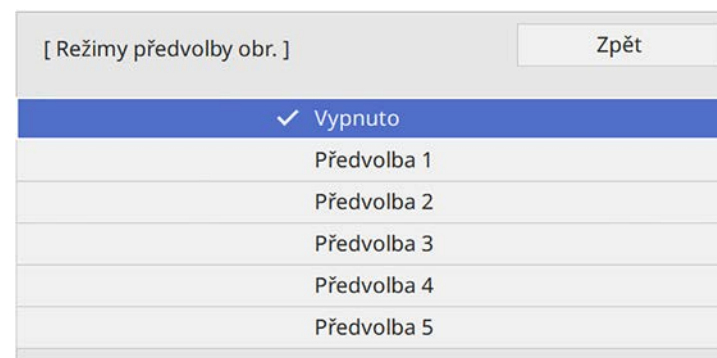 [ Režimy předvolby obr. ] Zpět
Vypnuto
Předvolba 1
Předvolba 2
Předvolba 3
Předvolba 4
Předvolba 5